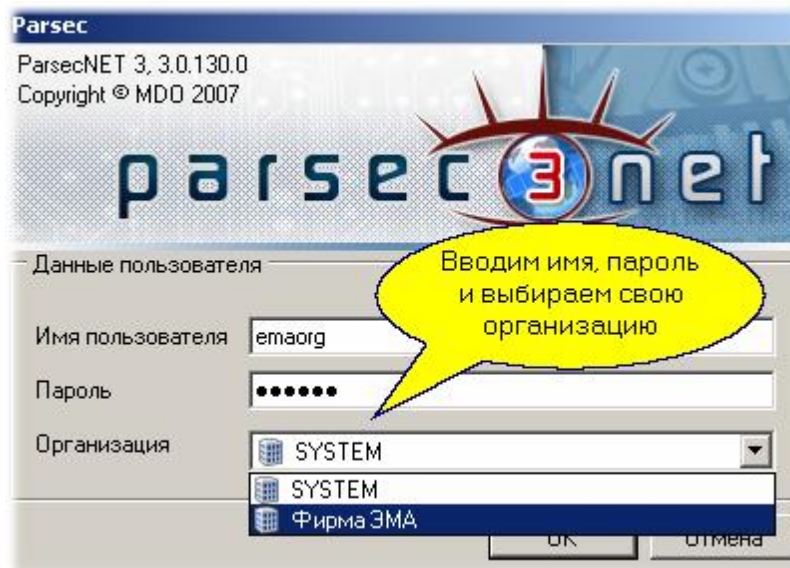 Parsec
ParsecNET 3, 3.0.130.0
Copyright © MDO 2007
parsec 3 net
Данные пользователя
Вводим имя, пароль
и выбираем свою
организацию
Имя пользователя
emaorg
Пароль
●●●●●●
Организация
SYSTEM
SYSTEM
Фирма ЭМА
OK
Отмена